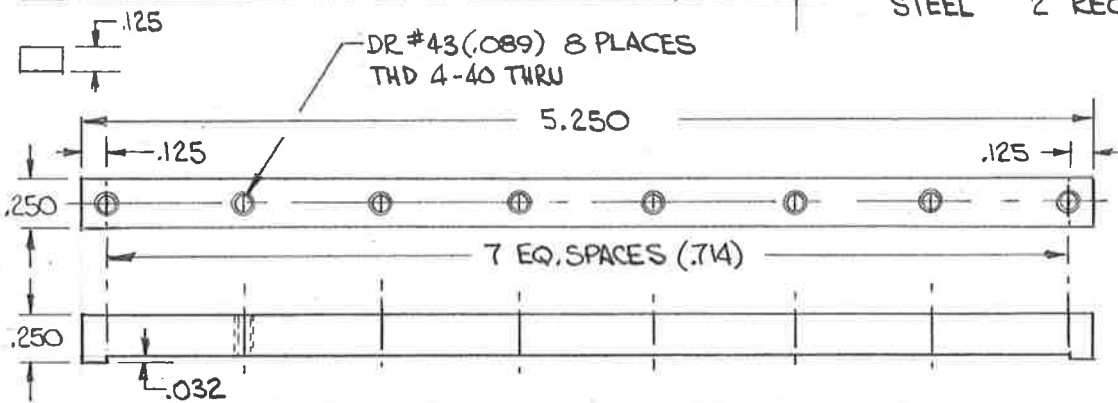 STEEL 2 REQ
.125
DR #43(.089) 8 PLACES
THD 4-40 THRU
5.250
.125
.125
.250
7 EQ. SPACES (.714)
.250
.032